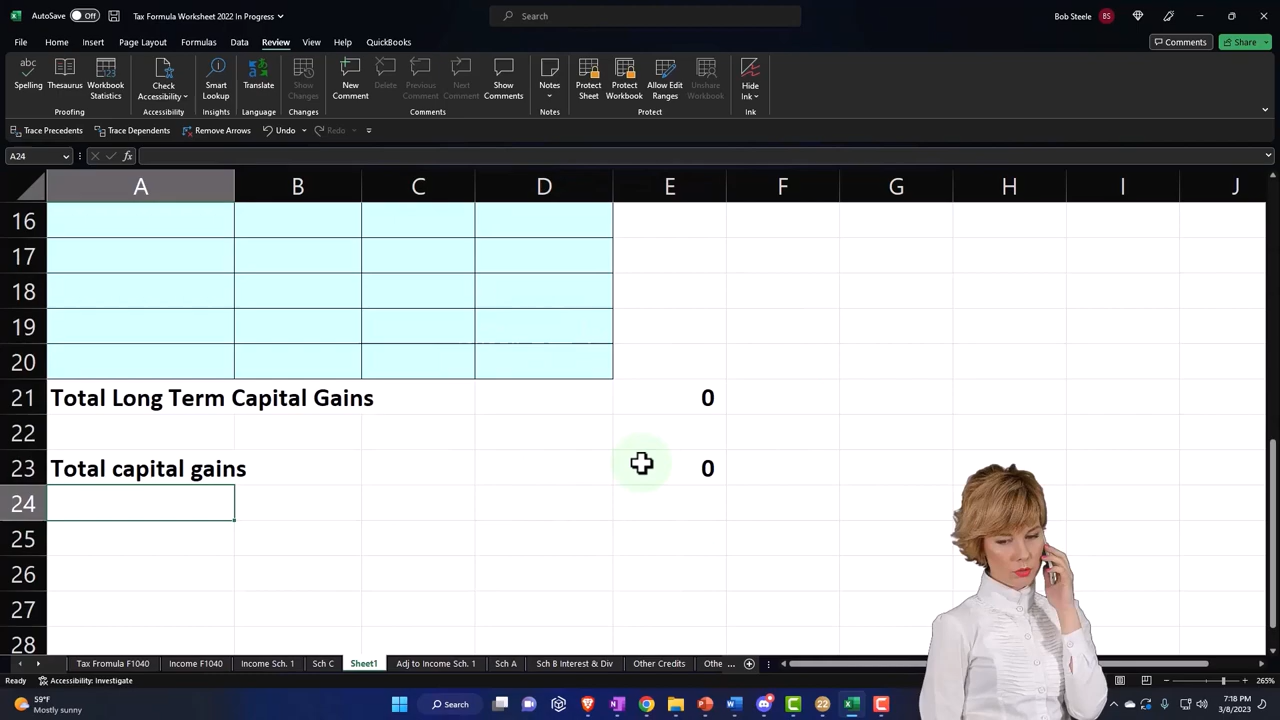 AutoSave Off Tax Formula Worksheet 2022 In Progress Search Bob Steele BS
File Home Insert Page Layout Formulas Data Review View Help QuickBooks Comments Share
Spelling Thesaurus Workbook Statistics Check Accessibility Smart Lookup Translate Show Changes New Comment Delete Previous Comment Next Comment Show Comments Notes Protect Sheet Protect Workbook Allow Edit Ranges Unshare Workbook Hide Ink
Proofing Accessibility Insights Language Changes Comments Notes Protect Ink
Trace Precedents Trace Dependents Remove Arrows Undo Redo
A24 fx
A B C D E F G H I J
16
17
18
19
20
21 Total Long Term Capital Gains 0
22
23 Total capital gains 0
24
25
26
27
28
Tax Fromula F1040 Income F1040 Income Sch. 1 Sch C Sheet1 Adj to Income Sch. 1 Sch A Sch B Interest & Div Other Credits Othe ...
Ready Accessibility: Investigate 265%
59°F Mostly sunny Search 22 7:18 PM 3/8/2023